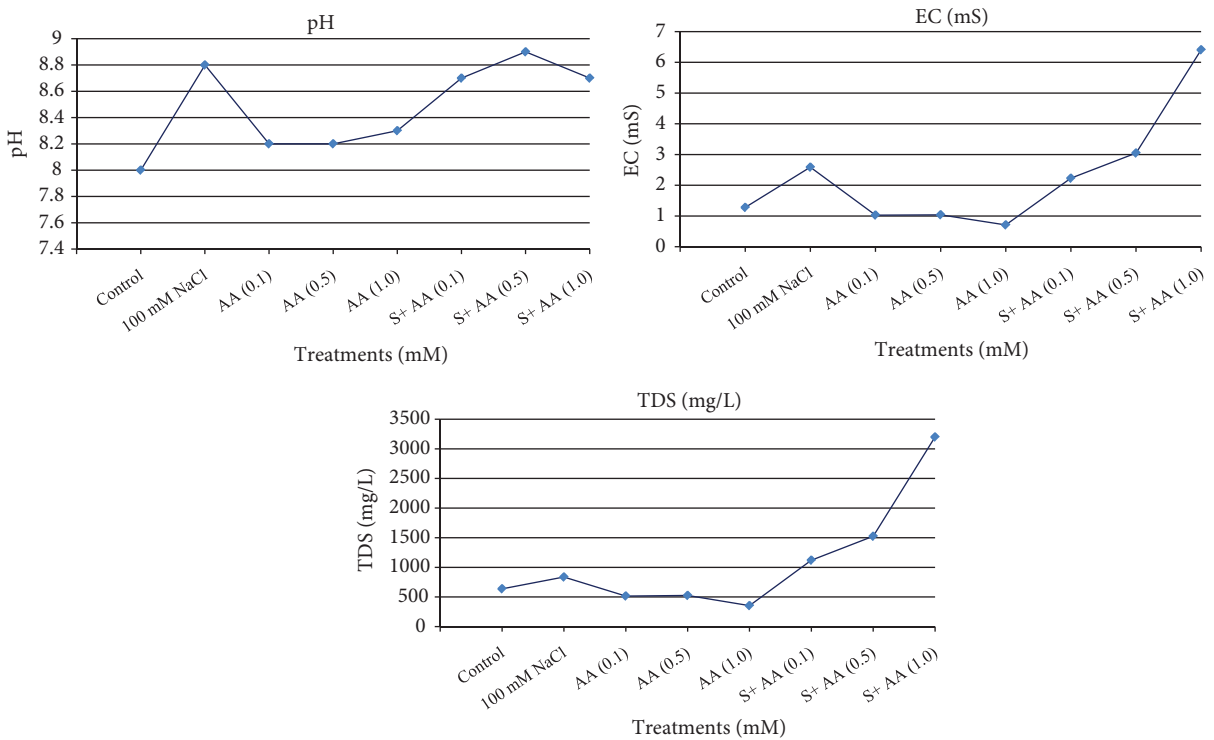 pH
9
8.8
8.6
8.4
8.2
8
7.8
7.6
7.4
pH
Control
100 mM NaCl
AA (0.1)
AA (0.5)
AA (1.0)
S+ AA (0.1)
S+ AA (0.5)
S+ AA (1.0)
Treatments (mM)
EC (mS)
7
6
5
4
3
2
1
0
EC (mS)
Control
100 mM NaCl
AA (0.1)
AA (0.5)
AA (1.0)
S+ AA (0.1)
S+ AA (0.5)
S+ AA (1.0)
Treatments (mM)
TDS (mg/L)
3500
3000
2500
2000
1500
1000
500
0
TDS (mg/L)
Control
100 mM NaCl
AA (0.1)
AA (0.5)
AA (1.0)
S+ AA (0.1)
S+ AA (0.5)
S+ AA (1.0)
Treatments (mM)